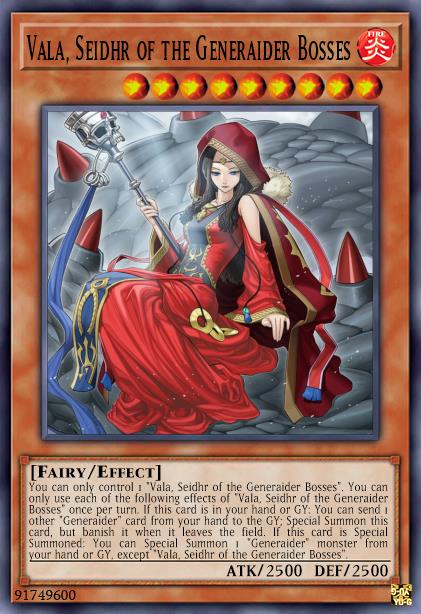 Vala, Seidhr of the Generaider Bosses
FIRE
炎
[Fairy/Effect]
You can only control 1 "Vala, Seidhr of the Generaider Bosses". You can
only use each of the following effects of "Vala, Seidhr of the Generaider
Bosses" once per turn. If this card is in your hand or GY: You can send 1
other "Generaider" card from your hand to the GY; Special Summon this
card, but banish it when it leaves the field. If this card is Special
Summoned: You can Special Summon 1 "Generaider" monster from
your hand or GY, except "Vala, Seidhr of the Generaider Bosses".
ATK/2500 DEF/2500
91749600